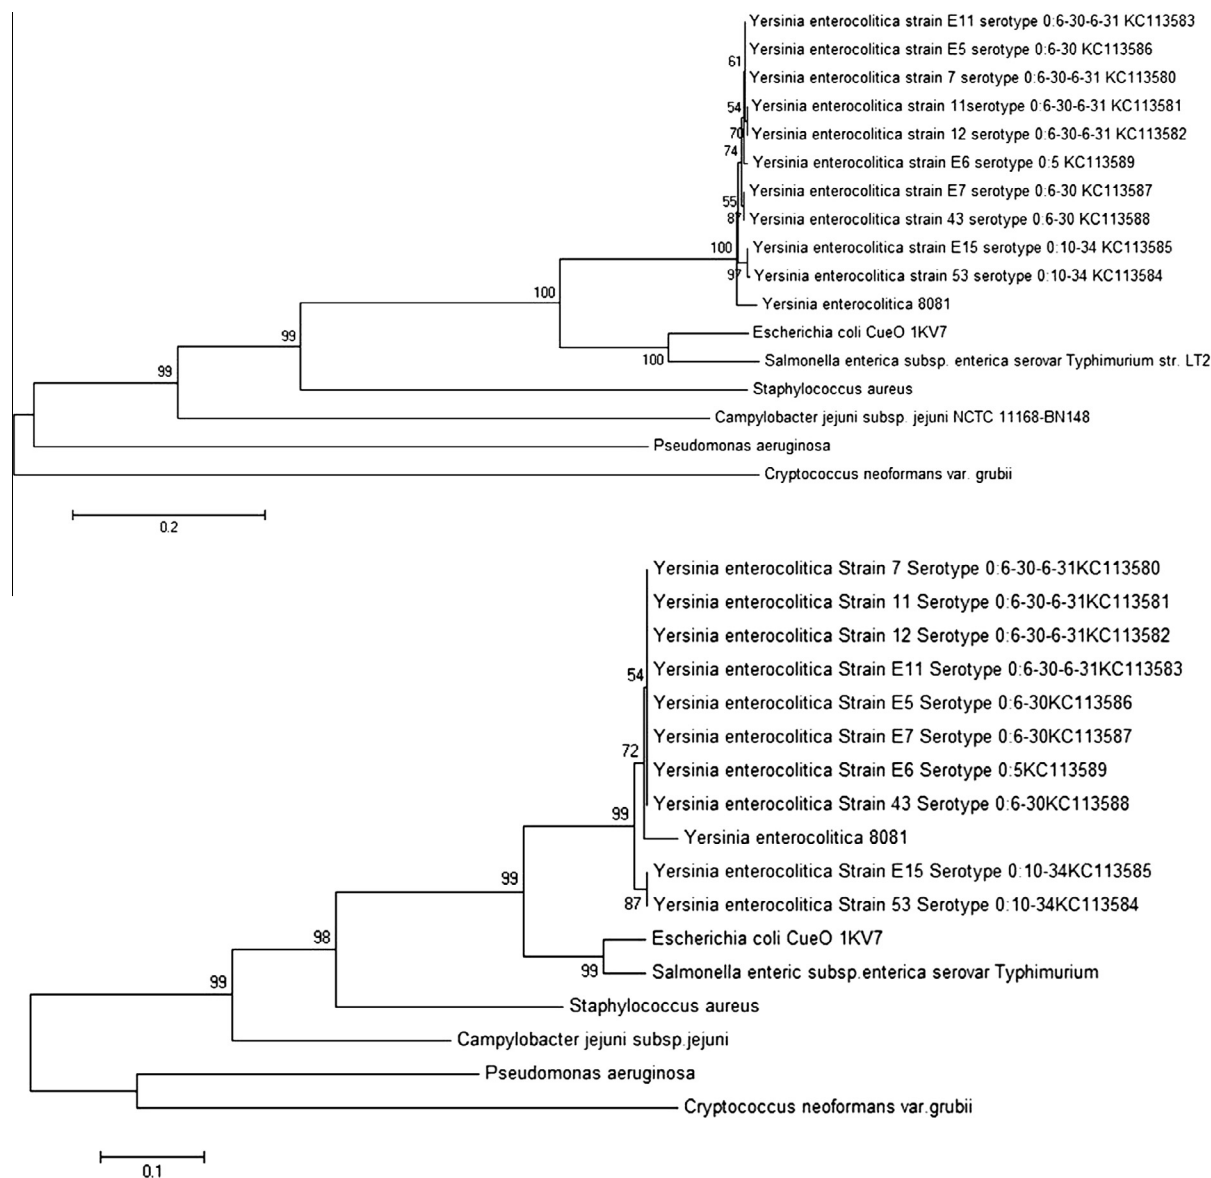 Yersinia enterocolitica strain E11 serotype 0:6-30-6-31 KC113583
Yersinia enterocolitica strain E5 serotype 0:6-30 KC113586
61
Yersinia enterocolitica strain 7 serotype 0:6-30-6-31 KC113580
54
Yersinia enterocolitica strain 11serotype 0:6-30-6-31 KC113581
70
Yersinia enterocolitica strain 12 serotype 0:6-30-6-31 KC113582
74
Yersinia enterocolitica strain E6 serotype 0:5 KC113589
Yersinia enterocolitica strain E7 serotype 0:6-30 KC113587
55
87
Yersinia enterocolitica strain 43 serotype 0:6-30 KC113588
100
Yersinia enterocolitica strain E15 serotype 0:10-34 KC113585
97
Yersinia enterocolitica strain 53 serotype 0:10-34 KC113584
100
Yersinia enterocolitica 8081
99
Escherichia coli CueO 1KV7
100
Salmonella enterica subsp. enterica serovar Typhimurium str. LT2
99
Staphylococcus aureus
Campylobacter jejuni subsp. jejuni NCTC 11168-BN148
Pseudomonas aeruginosa
Cryptococcus neoformans var. grubii
0.2
Yersinia enterocolitica Strain 7 Serotype 0:6-30-6-31KC113580
Yersinia enterocolitica Strain 11 Serotype 0:6-30-6-31KC113581
Yersinia enterocolitica Strain 12 Serotype 0:6-30-6-31KC113582
Yersinia enterocolitica Strain E11 Serotype 0:6-30-6-31KC113583
54
Yersinia enterocolitica Strain E5 Serotype 0:6-30KC113586
Yersinia enterocolitica Strain E7 Serotype 0:6-30KC113587
72
Yersinia enterocolitica Strain E6 Serotype 0:5KC113589
Yersinia enterocolitica Strain 43 Serotype 0:6-30KC113588
99
Yersinia enterocolitica 8081
Yersinia enterocolitica Strain E15 Serotype 0:10-34KC113585
99
87
Yersinia enterocolitica Strain 53 Serotype 0:10-34KC113584
98
Escherichia coli CueO 1KV7
99
Salmonella enteric subsp.enterica serovar Typhimurium
99
Staphylococcus aureus
Campylobacter jejuni subsp.jejuni
Pseudomonas aeruginosa
Cryptococcus neoformans var.grubii
0.1